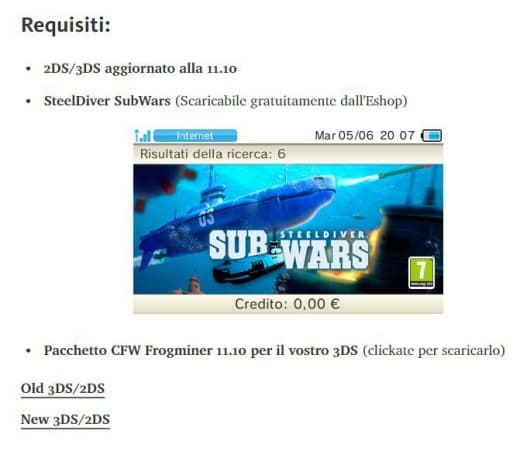 Requisiti:
• 2DS/3DS aggiornato alla 11.10
• SteelDiver SubWars (Scaricabile gratuitamente dall'Eshop)
Internet Mar 05/06 20 07
Risultati della ricerca: 6
03
STEELDIVER
SUB WARS
7
Credito: 0,00 €
• Pacchetto CFW Frogminer 11.10 per il vostro 3DS (clickate per scaricarlo)
Old 3DS/2DS
New 3DS/2DS